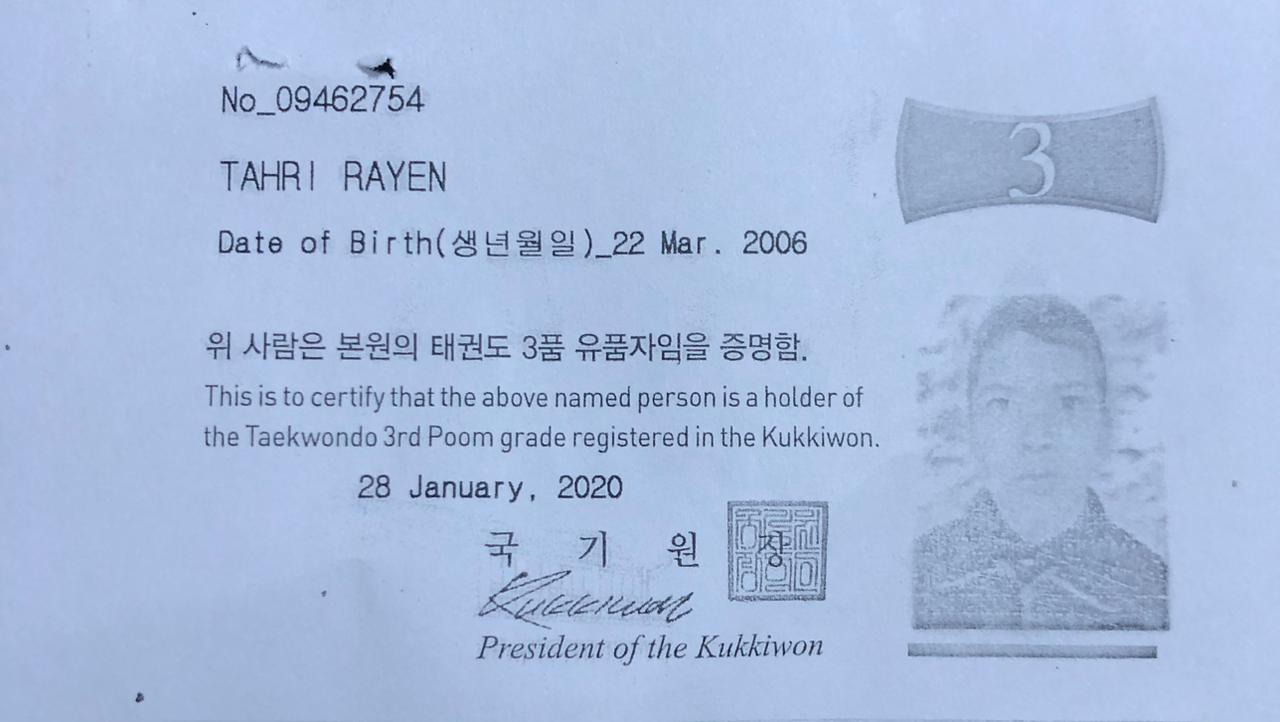 No_09462754
3
TAHRI RAYEN
Date of Birth(생년월일)_22 Mar. 2006
위 사람은 본원의 태권도 3품 유품자임을 증명함.
This is to certify that the above named person is a holder of
the Taekwondo 3rd Poom grade registered in the Kukkiwon.
28 January, 2020
국 기 원 장
Kukkiwon
President of the Kukkiwon